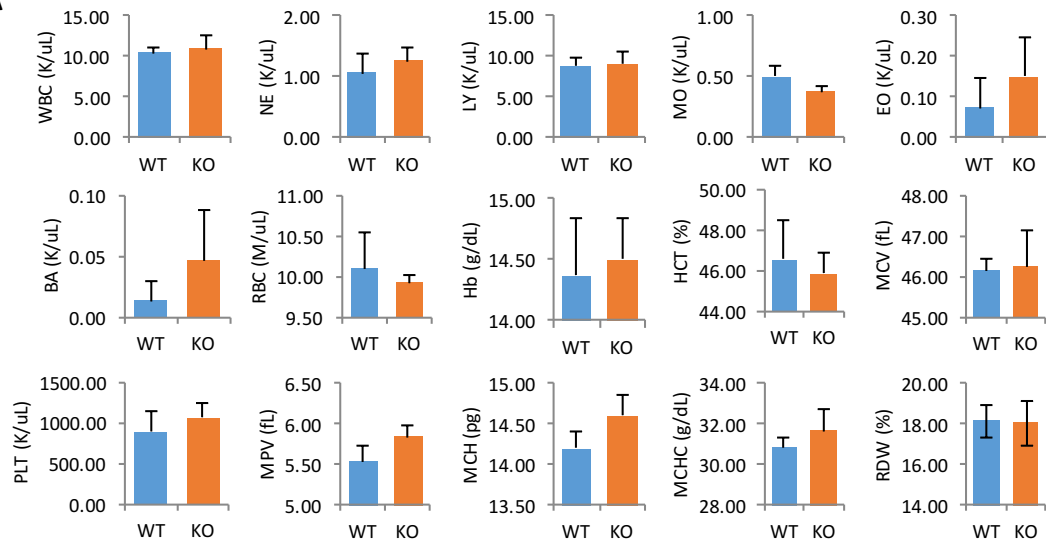 WBC (K/uL)
15.00
10.00
5.00
0.00
WT KO
NE (K/uL)
2.00
1.00
0.00
WT KO
LY (K/uL)
15.00
10.00
5.00
0.00
WT KO
MO (K/uL)
1.00
0.50
0.00
WT KO
EO (K/uL)
0.30
0.20
0.10
0.00
WT KO
BA (K/uL)
0.10
0.05
0.00
WT KO
RBC (M/uL)
11.00
10.50
10.00
9.50
WT KO
Hb (g/dL)
15.00
14.50
14.00
WT KO
HCT (%)
50.00
48.00
46.00
44.00
WT KO
MCV (fL)
48.00
47.00
46.00
45.00
WT KO
PLT (K/uL)
1500.00
1000.00
500.00
0.00
WT KO
MPV (fL)
6.50
6.00
5.50
5.00
WT KO
MCH (pg)
15.00
14.50
14.00
13.50
WT KO
MCHC (g/dL)
34.00
32.00
30.00
28.00
WT KO
RDW (%)
20.00
18.00
16.00
14.00
WT KO